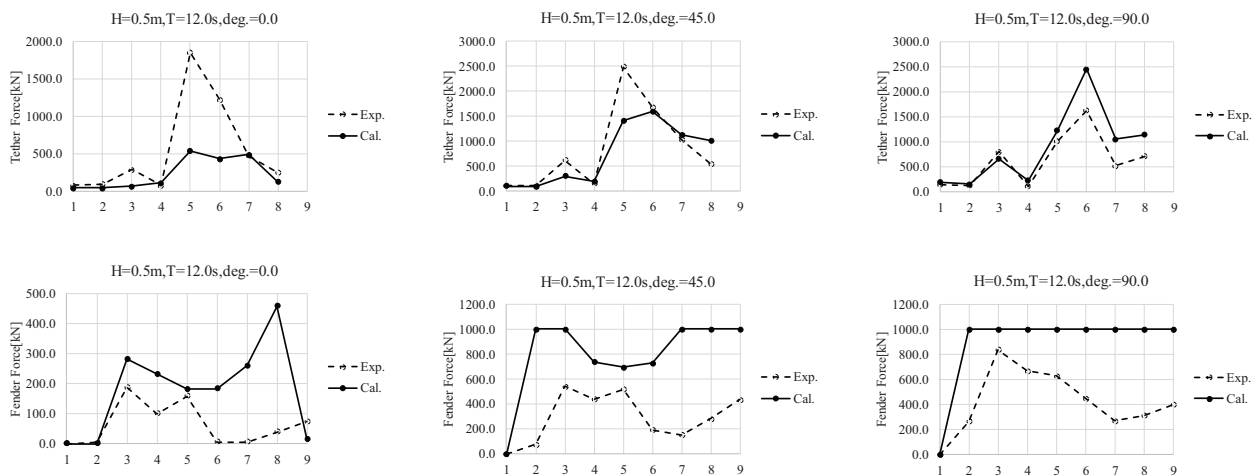 H=0.5m,T=12.0s,deg.=0.0
Tether Force[kN]
2000.0
1500.0
1000.0
500.0
0.0
1 2 3 4 5 6 7 8 9
Exp.
Cal.
H=0.5m,T=12.0s,deg.=45.0
Tether Force[kN]
3000.0
2500.0
2000.0
1500.0
1000.0
500.0
0.0
1 2 3 4 5 6 7 8 9
Exp.
Cal.
H=0.5m,T=12.0s,deg.=90.0
Tether Force[kN]
3000.0
2500.0
2000.0
1500.0
1000.0
500.0
0.0
1 2 3 4 5 6 7 8 9
Exp.
Cal.
H=0.5m,T=12.0s,deg.=0.0
Fender Force[kN]
500.0
400.0
300.0
200.0
100.0
0.0
1 2 3 4 5 6 7 8 9
Exp.
Cal.
H=0.5m,T=12.0s,deg.=45.0
Fender Force[kN]
1200.0
1000.0
800.0
600.0
400.0
200.0
0.0
1 2 3 4 5 6 7 8 9
Exp.
Cal.
H=0.5m,T=12.0s,deg.=90.0
Fender Force[kN]
1200.0
1000.0
800.0
600.0
400.0
200.0
0.0
1 2 3 4 5 6 7 8 9
Exp.
Cal.